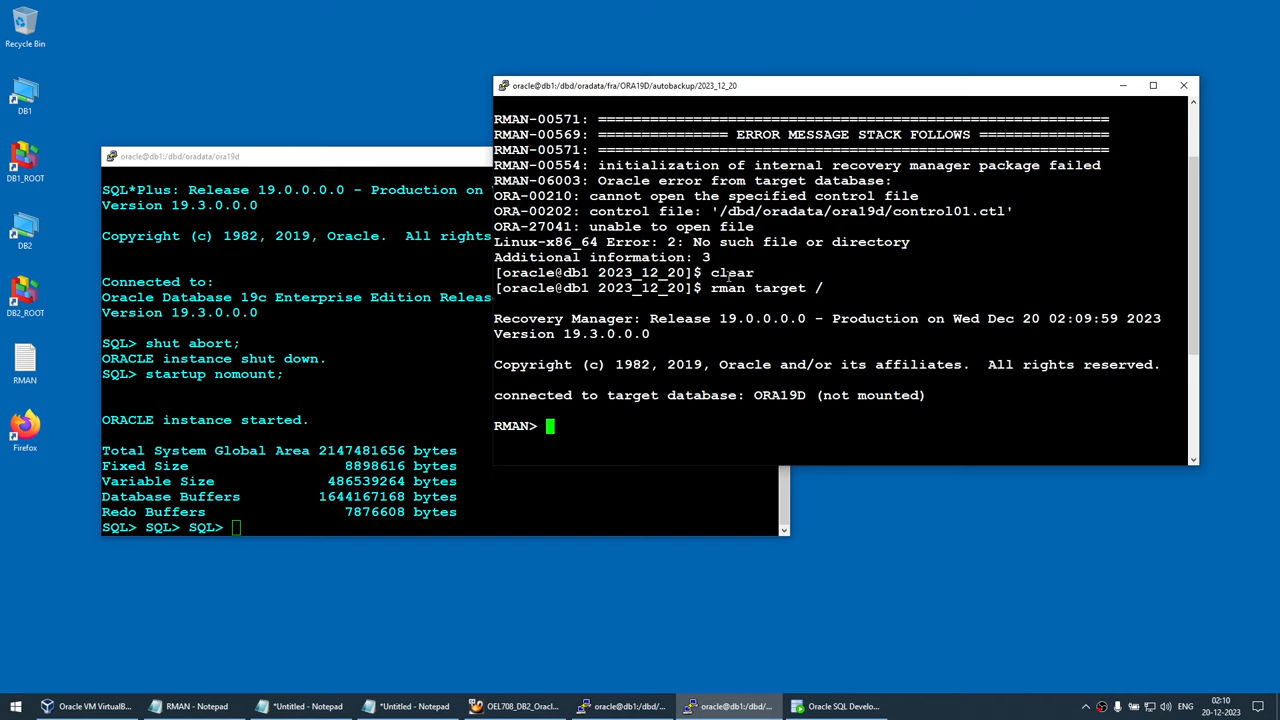 Recycle Bin
DB1
DB1_ROOT
DB2
DB2_ROOT
RMAN
Firefox
oracle@db1:/dbd/oradata/ora19d
SQL*Plus: Release 19.0.0.0.0 - Production on
Version 19.3.0.0.0
Copyright (c) 1982, 2019, Oracle.  All rights
Connected to:
Oracle Database 19c Enterprise Edition Releas
Version 19.3.0.0.0
SQL> shut abort;
ORACLE instance shut down.
SQL> startup nomount;
ORACLE instance started.
Total System Global Area 2147481656 bytes
Fixed Size                  8898616 bytes
Variable Size             486539264 bytes
Database Buffers         1644167168 bytes
Redo Buffers                7876608 bytes
SQL> SQL> SQL>
oracle@db1:/dbd/oradata/fra/ORA19D/autobackup/2023_12_20
RMAN-00571: ===========================================================
RMAN-00569: =============== ERROR MESSAGE STACK FOLLOWS ===============
RMAN-00571: ===========================================================
RMAN-00554: initialization of internal recovery manager package failed
RMAN-06003: Oracle error from target database:
ORA-00210: cannot open the specified control file
ORA-00202: control file: '/dbd/oradata/ora19d/control01.ctl'
ORA-27041: unable to open file
Linux-x86_64 Error: 2: No such file or directory
Additional information: 3
[oracle@db1 2023_12_20]$ clear
[oracle@db1 2023_12_20]$ rman target /
Recovery Manager: Release 19.0.0.0.0 - Production on Wed Dec 20 02:09:59 2023
Version 19.3.0.0.0
Copyright (c) 1982, 2019, Oracle and/or its affiliates.  All rights reserved.
connected to target database: ORA19D (not mounted)
RMAN>
Oracle VM VirtualB...
RMAN - Notepad
*Untitled - Notepad
*Untitled - Notepad
OEL708_DB2_Oracl...
oracle@db1:/dbd/...
oracle@db1:/dbd/...
Oracle SQL Develo...
02:10
20-12-2023